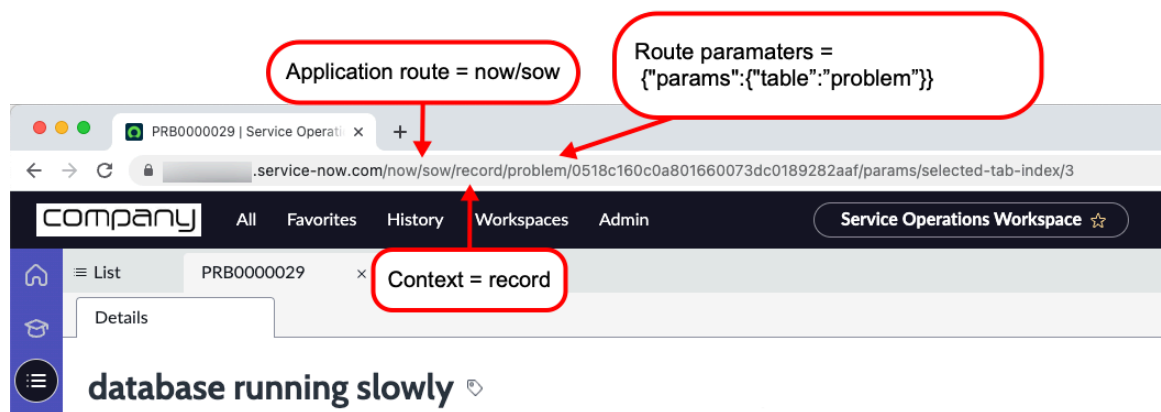 Application route = now/sow
Route paramaters =
{"params":{"table":”problem”}}
PRB0000029 | Service Operati
.service-now.com/now/sow/record/problem/0518c160c0a801660073dc0189282aaf/params/selected-tab-index/3
company All Favorites History Workspaces Admin Service Operations Workspace
List PRB0000029 ×
Context = record
Details
database running slowly